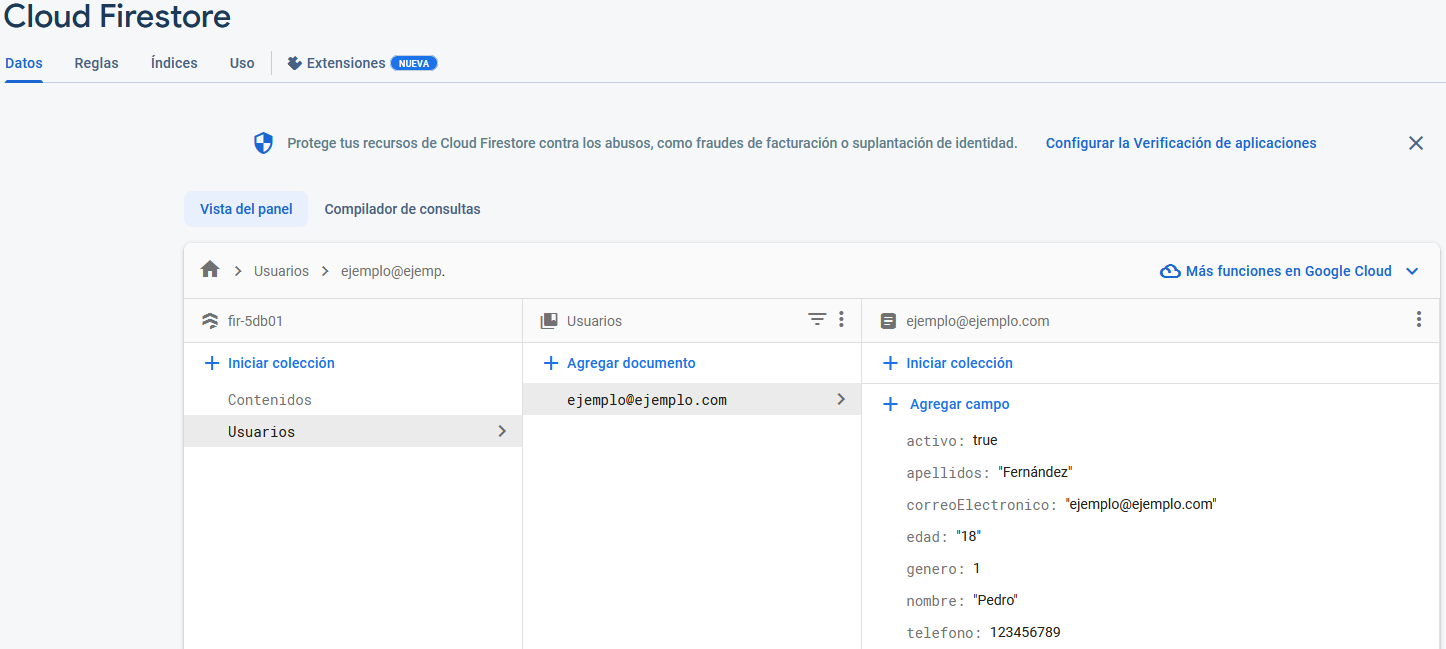 Cloud Firestore
Datos Reglas Índices Uso Extensiones NUEVA
Protege tus recursos de Cloud Firestore contra los abusos, como fraudes de facturación o suplantación de identidad. Configurar la Verificación de aplicaciones
Vista del panel Compilador de consultas
Usuarios ejemplo@ejemp. Más funciones en Google Cloud
fir-5db01 Usuarios ejemplo@ejemplo.com
Iniciar colección Agregar documento Iniciar colección
Contenidos ejemplo@ejemplo.com Agregar campo
Usuarios
activo: true
apellidos: "Fernández"
correoElectronico: "ejemplo@ejemplo.com"
edad: "18"
genero: 1
nombre: "Pedro"
telefono: 123456789